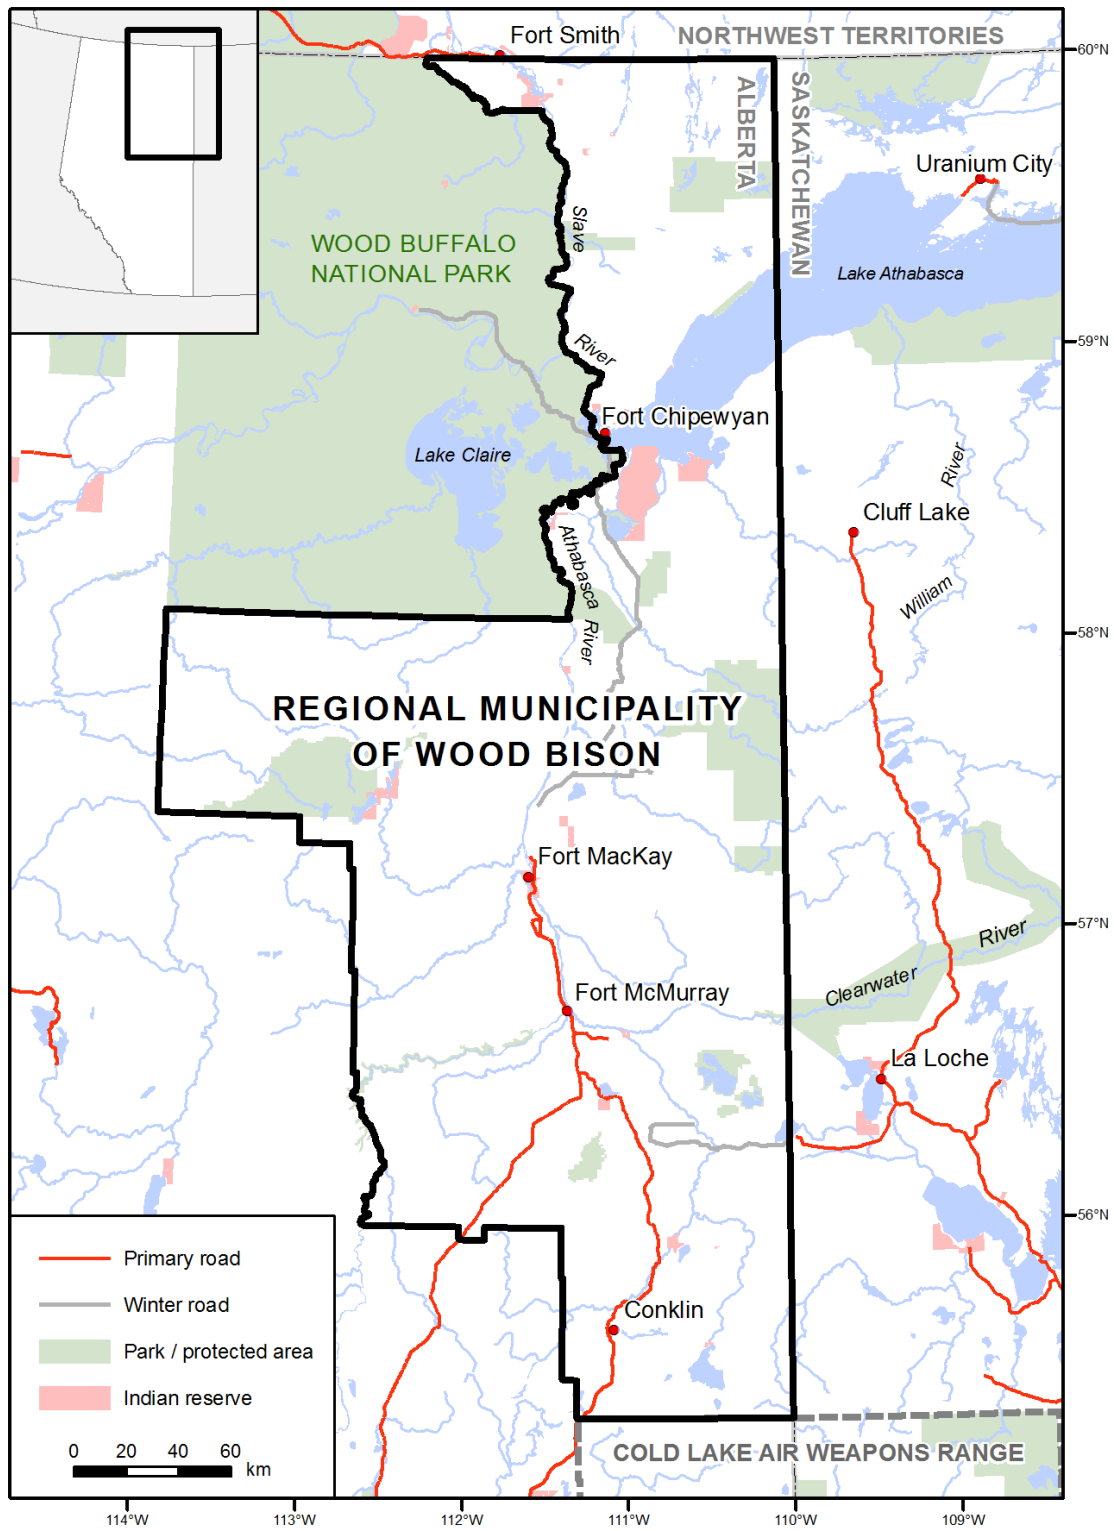 Fort Smith
NORTHWEST TERRITORIES
60°N
ALBERTA
SASKATCHEWAN
Uranium City
Slave
WOOD BUFFALO
NATIONAL PARK
Lake Athabasca
River
59°N
Fort Chipewyan
Lake Claire
River
Cluff Lake
Athabasca
William
River
58°N
REGIONAL MUNICIPALITY
OF WOOD BISON
Fort MacKay
57°N
River
Clearwater
Fort McMurray
La Loche
56°N
Primary road
Winter road
Park / protected area
Indian reserve
0 20 40 60
km
Conklin
COLD LAKE AIR WEAPONS RANGE
114°W 113°W 112°W 111°W 110°W 109°W